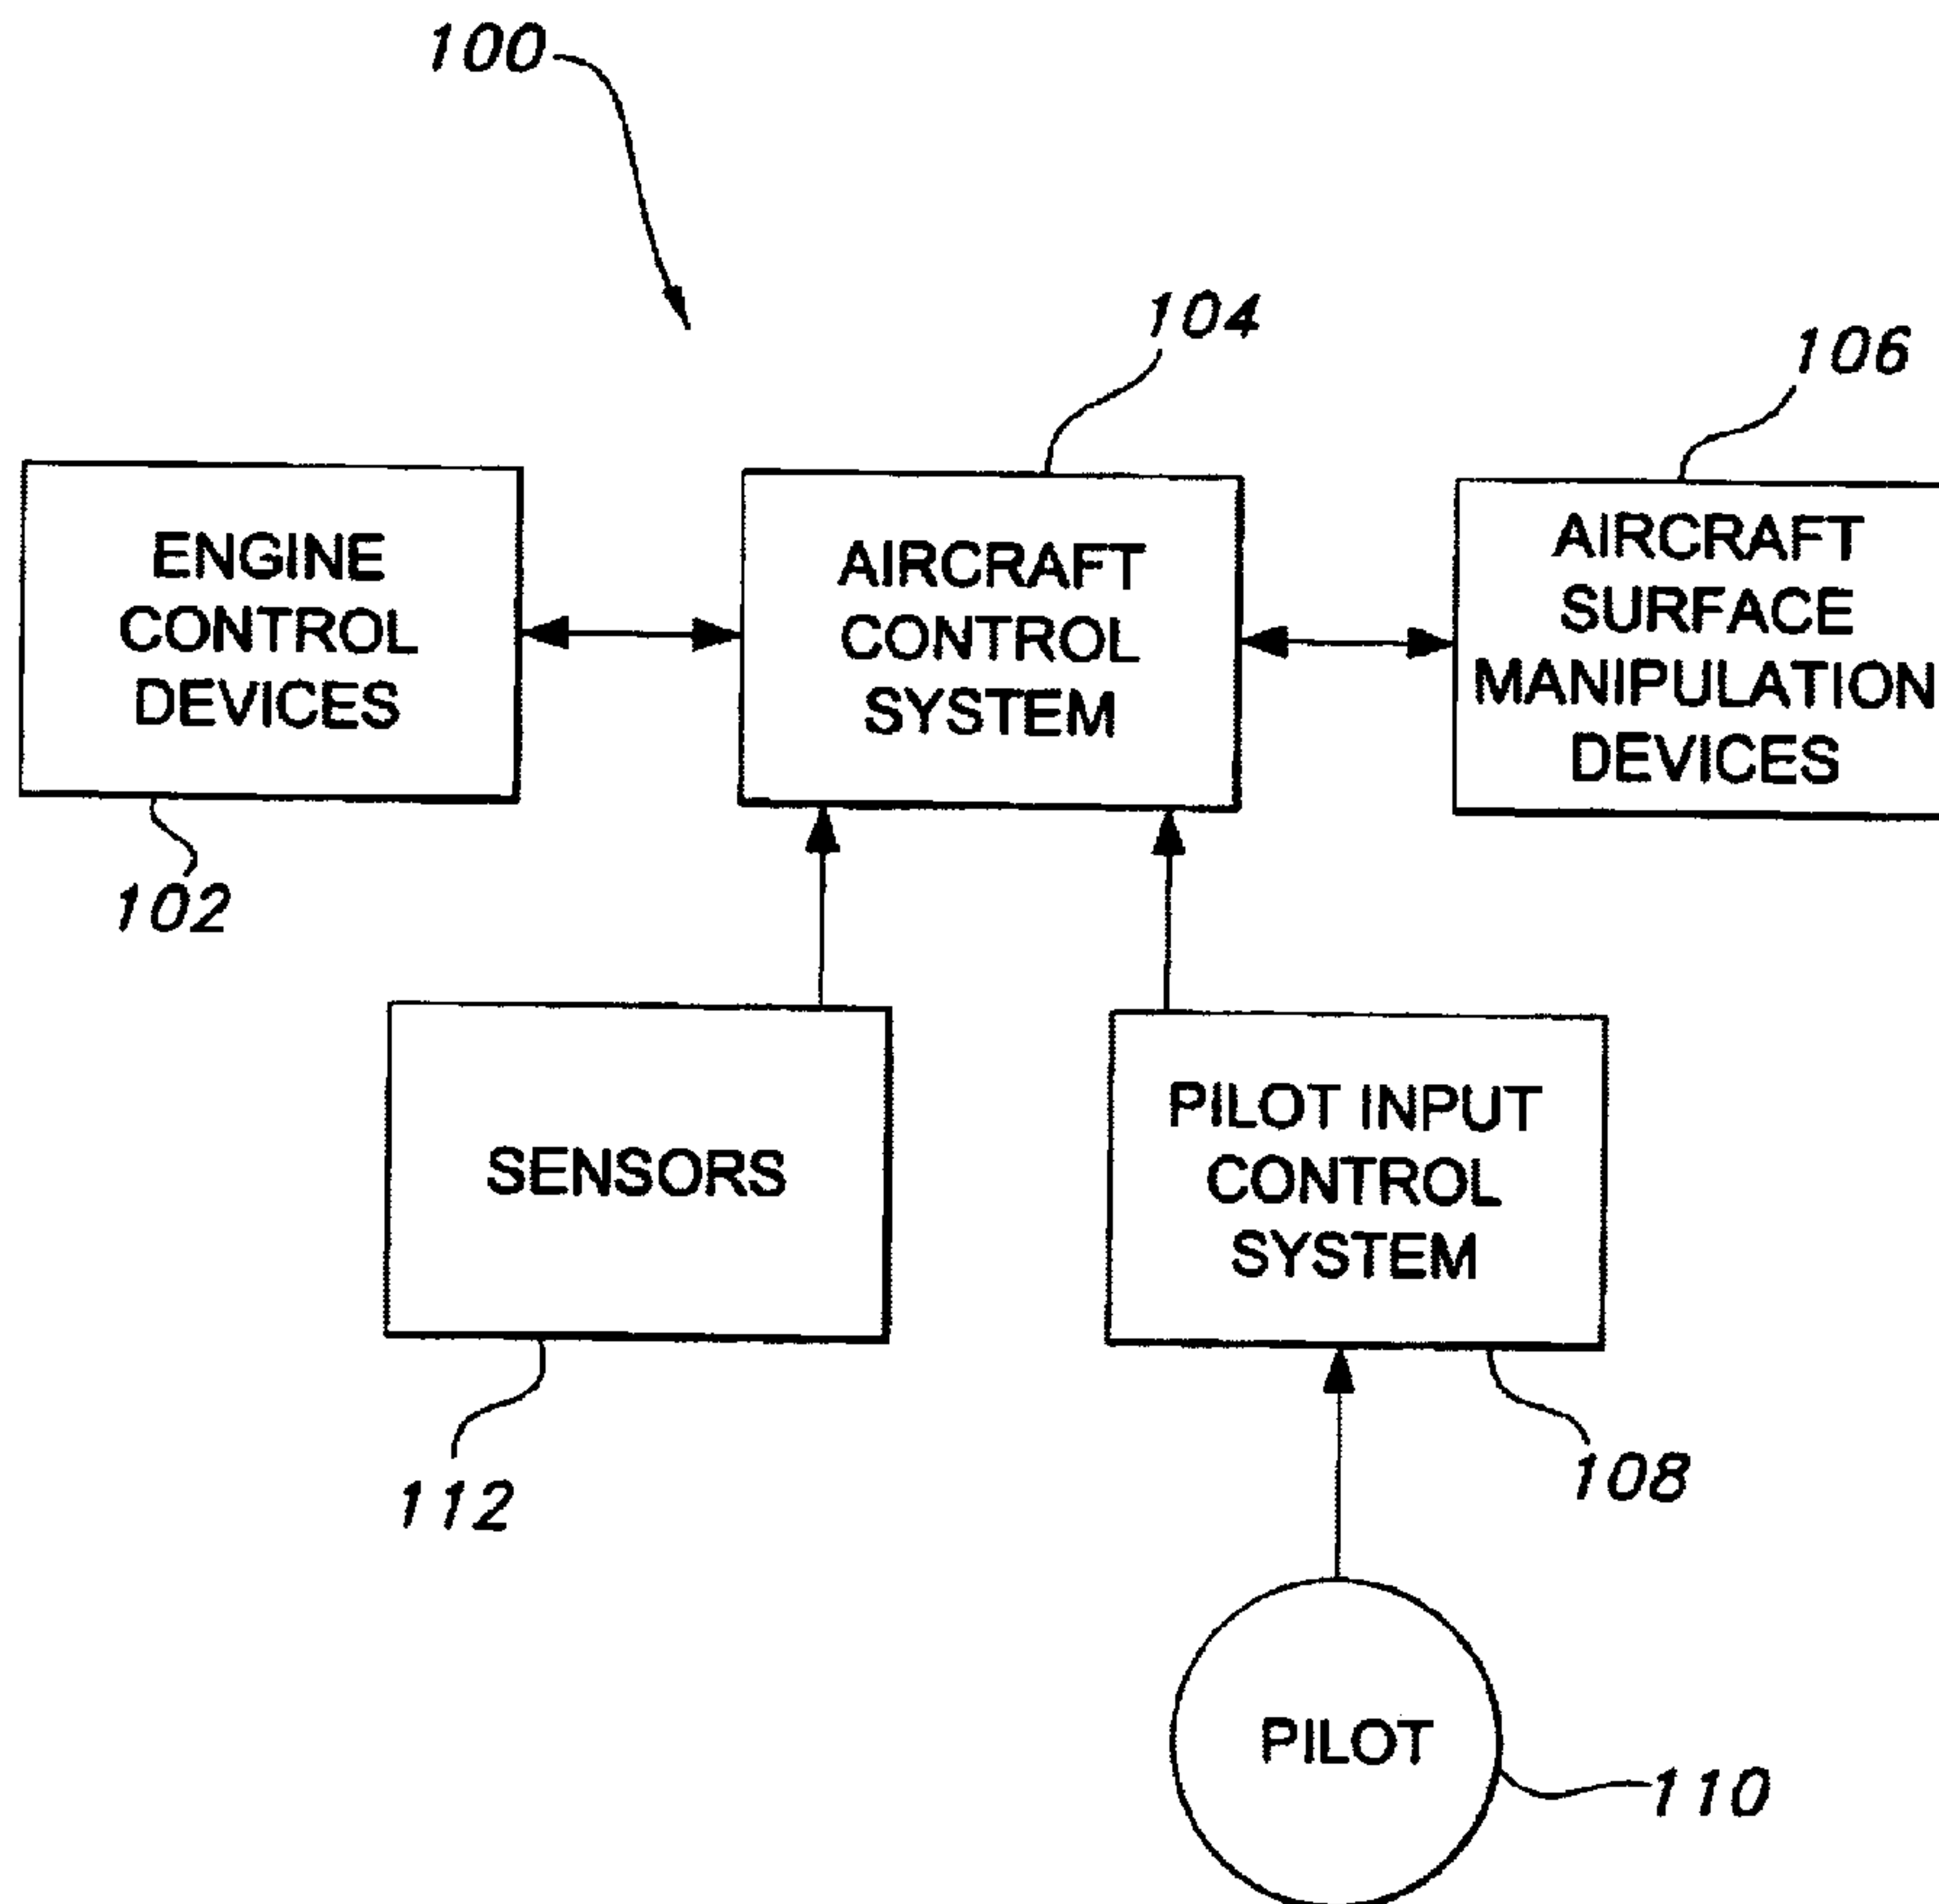 100
104
106
ENGINE
CONTROL
DEVICES
AIRCRAFT
CONTROL
SYSTEM
AIRCRAFT
SURFACE
MANIPULATION
DEVICES
102
SENSORS
PILOT INPUT
CONTROL
SYSTEM
112
108
PILOT
110